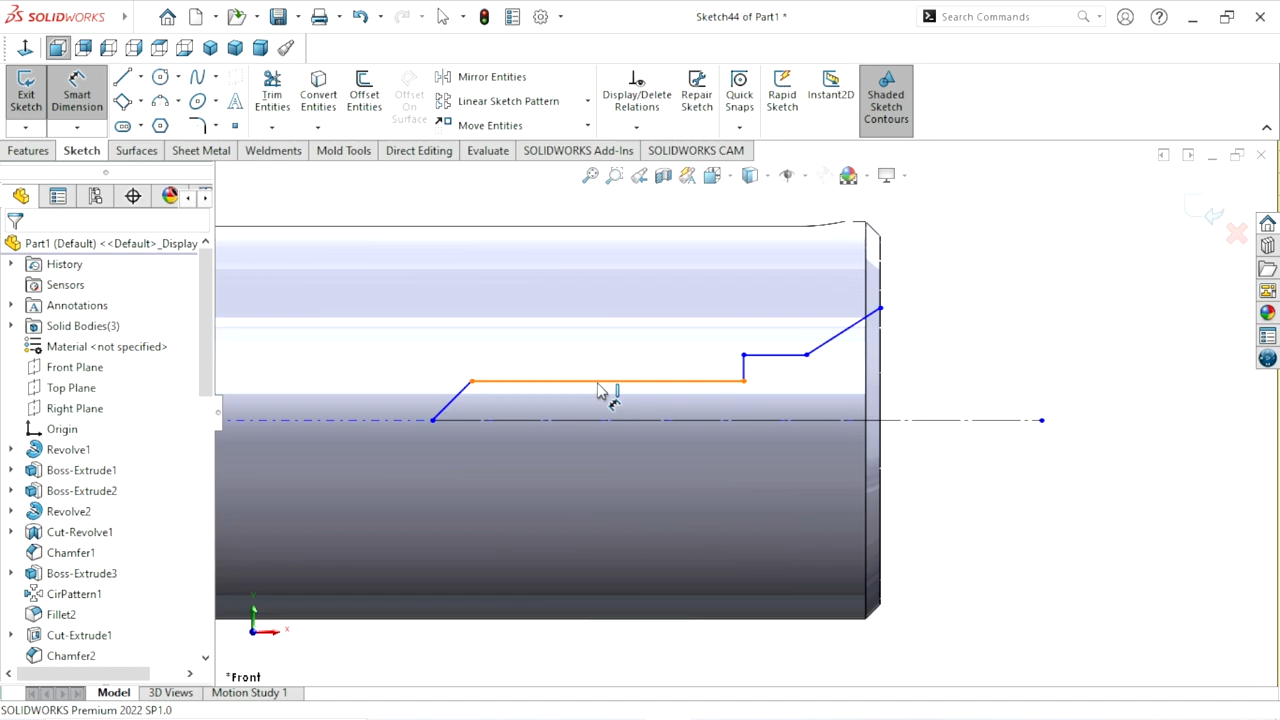 SOLIDWORKS
Sketch44 of Part1 *
Search Commands
Exit Sketch
Smart Dimension
Trim Entities
Convert Entities
Offset Entities
Offset On Surface
Mirror Entities
Linear Sketch Pattern
Move Entities
Display/Delete Relations
Repair Sketch
Quick Snaps
Rapid Sketch
Instant2D
Shaded Sketch Contours
Features
Sketch
Surfaces
Sheet Metal
Weldments
Mold Tools
Direct Editing
Evaluate
SOLIDWORKS Add-Ins
SOLIDWORKS CAM
Part1 (Default) <<Default>_Display
History
Sensors
Annotations
Solid Bodies(3)
Material <not specified>
Front Plane
Top Plane
Right Plane
Origin
Revolve1
Boss-Extrude1
Boss-Extrude2
Revolve2
Cut-Revolve1
Chamfer1
Boss-Extrude3
CirPattern1
Fillet2
Cut-Extrude1
Chamfer2
Y
X
*Front
Model
3D Views
Motion Study 1
SOLIDWORKS Premium 2022 SP1.0